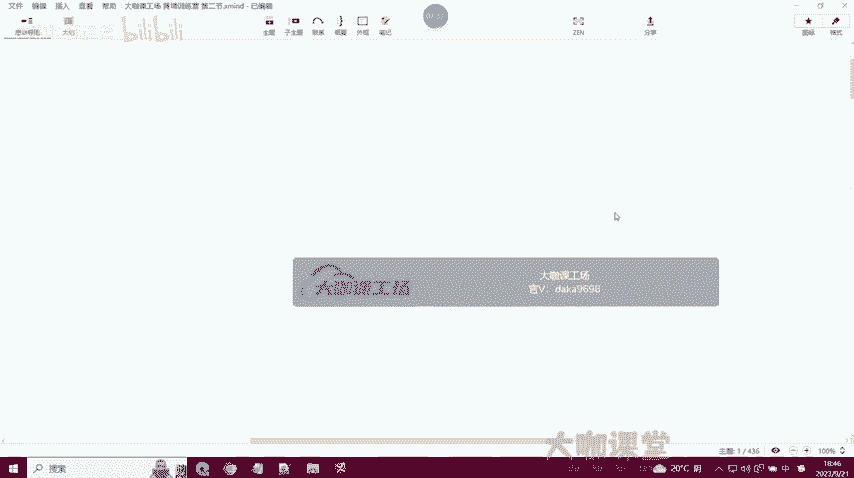 文件 编辑 插入 查看 帮助 大咖课工场 蓝筹训练营 第二节.xmind - 已编辑
bilibili
思维导图 大纲 主题 子主题 联系 概要 外框 笔记 ZEN 分享 图标 格式
大咖课工场
大咖课工场
官V：daka9698
大咖课堂
主题: 1 / 436 100%
搜索
20°C 阴
中
18:46
2023/9/21